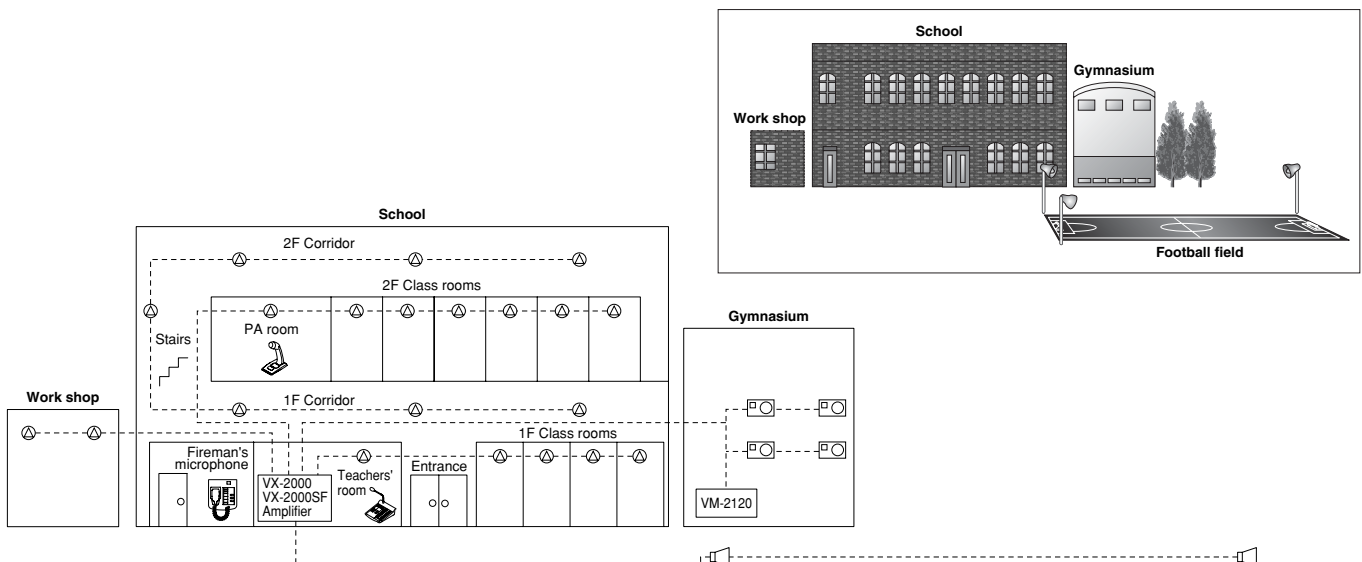 School
Gymnasium
Work shop
Football field
School
2F Corridor
2F Class rooms
PA room
Stairs
Gymnasium
Work shop
1F Corridor
1F Class rooms
Fireman's
microphone
VX-2000
VX-2000SF
Amplifier
Teachers'
room
Entrance
VM-2120